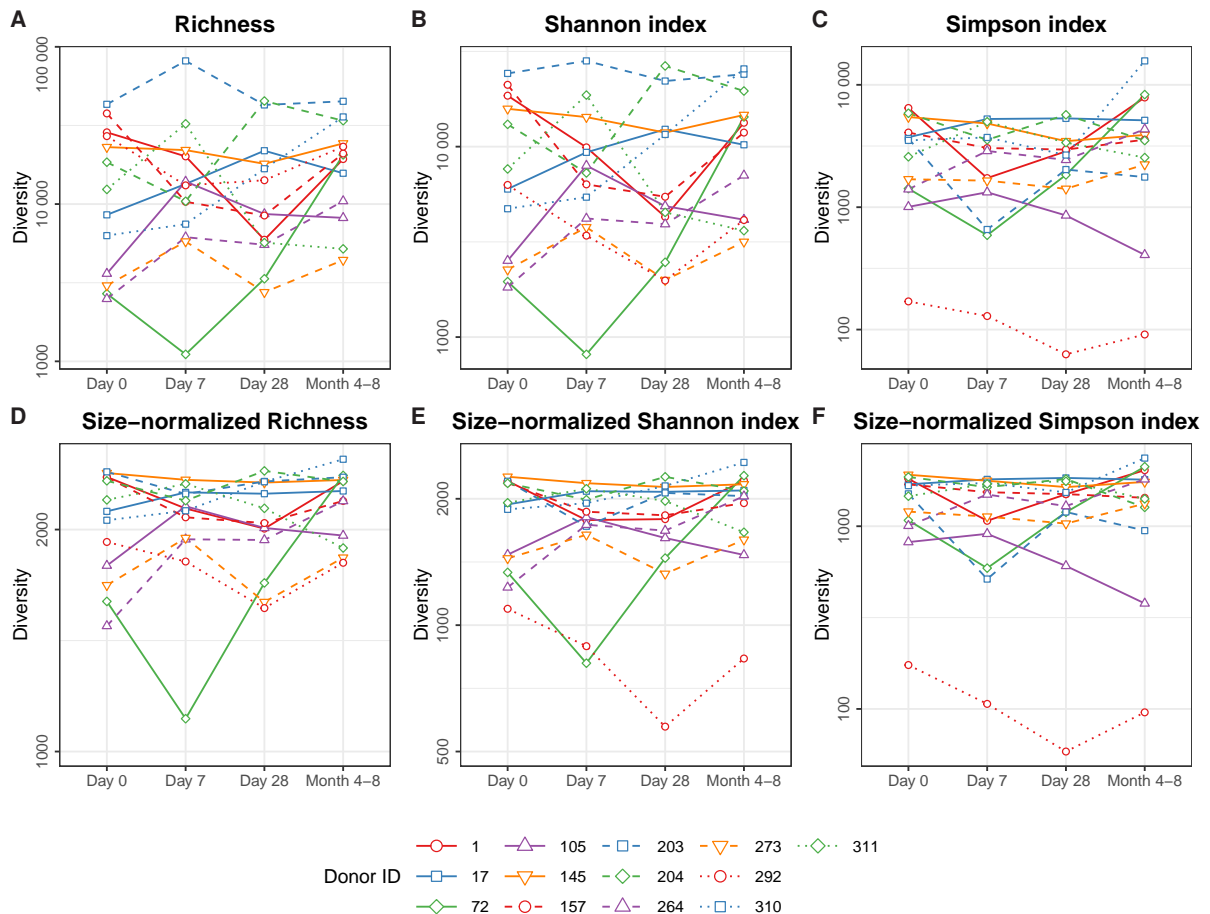 A Richness
Diversity
100 000
10 000
1000
Day 0 Day 7 Day 28 Month 4−8
B Shannon index
Diversity
10 000
1000
Day 0 Day 7 Day 28 Month 4−8
C Simpson index
Diversity
10 000
1000
100
Day 0 Day 7 Day 28 Month 4−8
D Size−normalized Richness
Diversity
2000
1000
Day 0 Day 7 Day 28 Month 4−8
E Size−normalized Shannon index
Diversity
2000
1000
500
Day 0 Day 7 Day 28 Month 4−8
F Size−normalized Simpson index
Diversity
1000
100
Day 0 Day 7 Day 28 Month 4−8
Donor ID
1 105 203 273 311
17 145 204 292
72 157 264 310